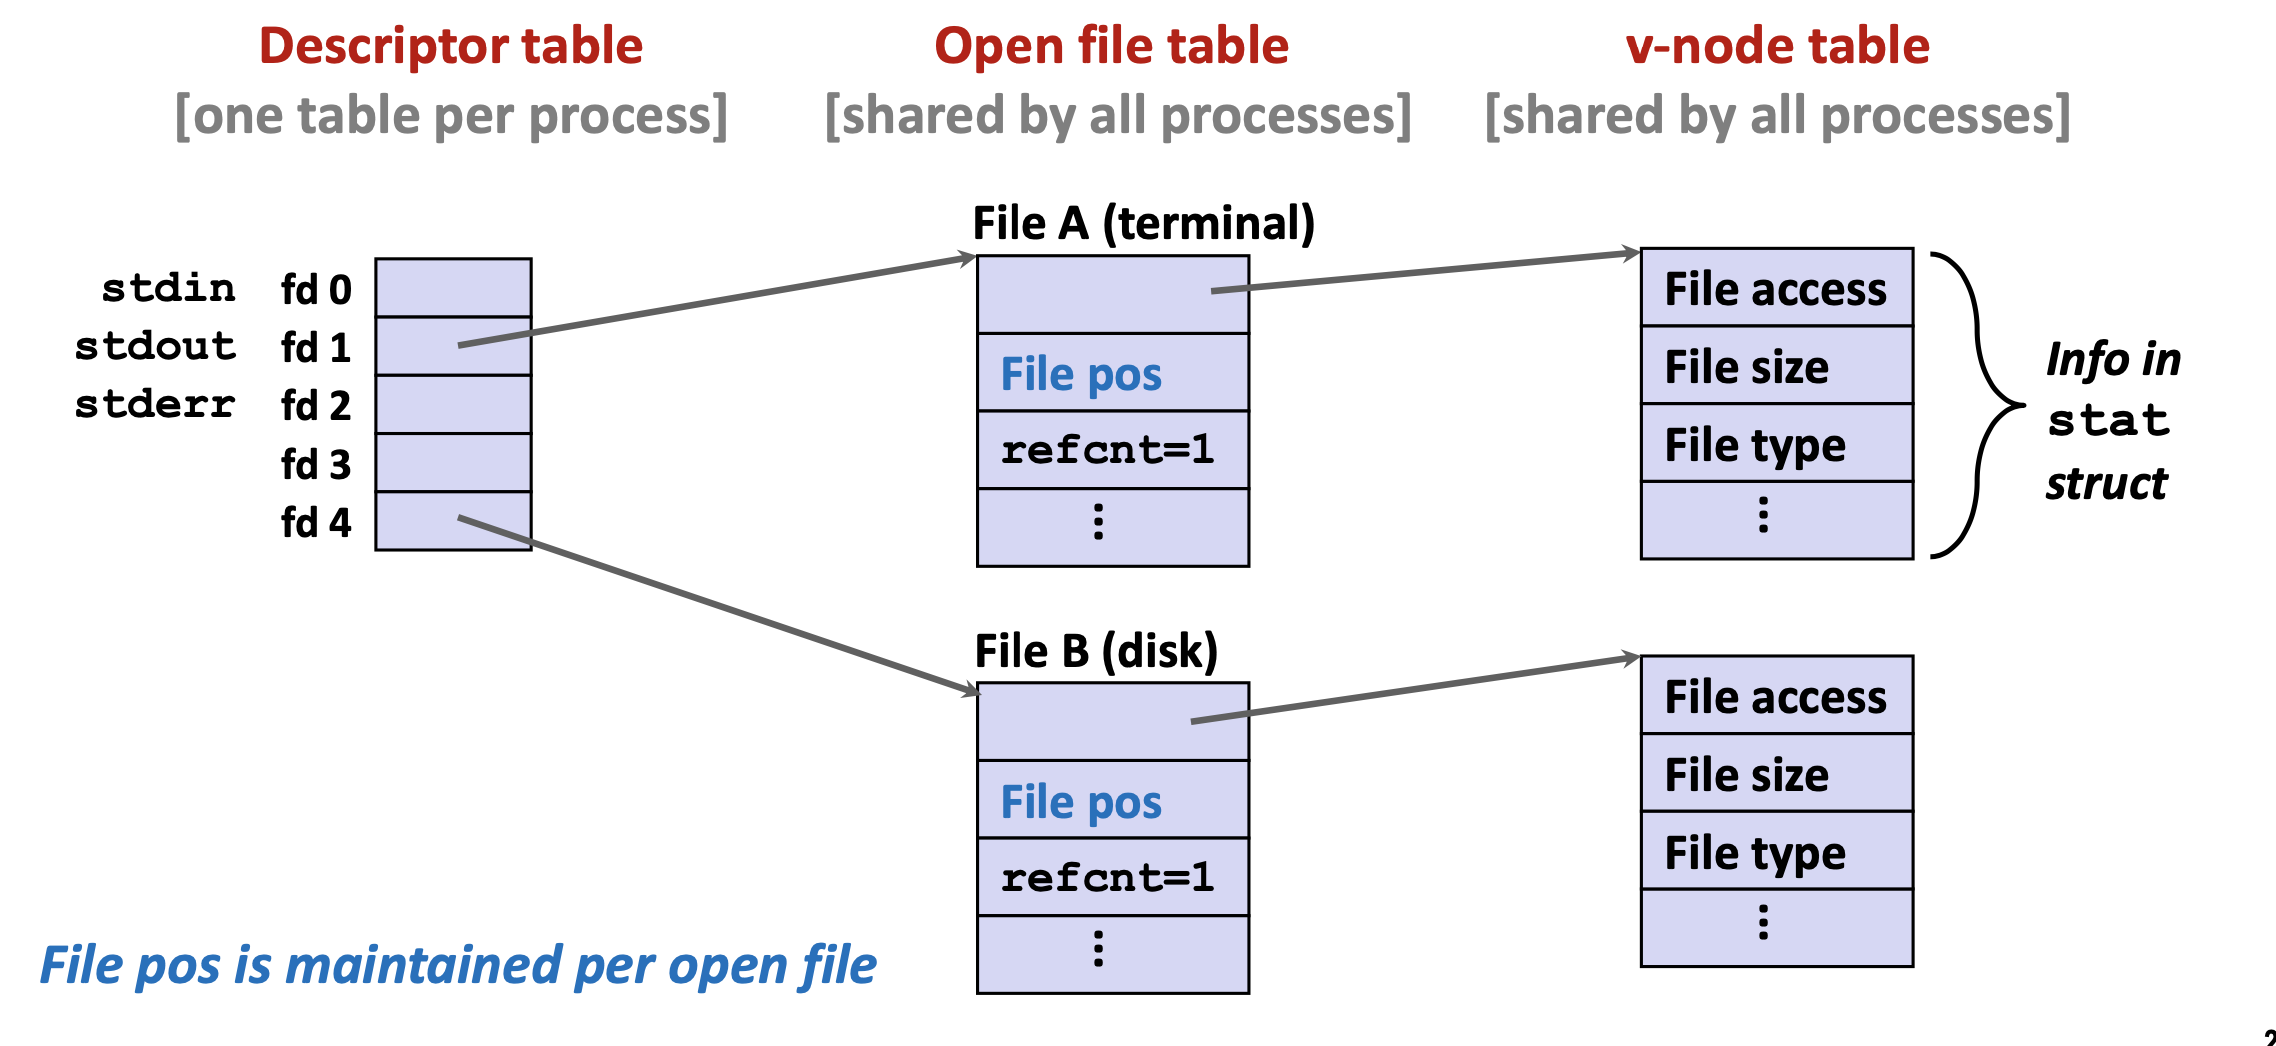 Descriptor table
[one table per process]
Open file table
[shared by all processes]
v-node table
[shared by all processes]
stdin fd 0
stdout fd 1
stderr fd 2
fd 3
fd 4
File A (terminal)
File pos
refcnt=1
⋮
File B (disk)
File pos
refcnt=1
⋮
File access
File size
File type
⋮
Info in
stat
struct
File access
File size
File type
⋮
File pos is maintained per open file
2